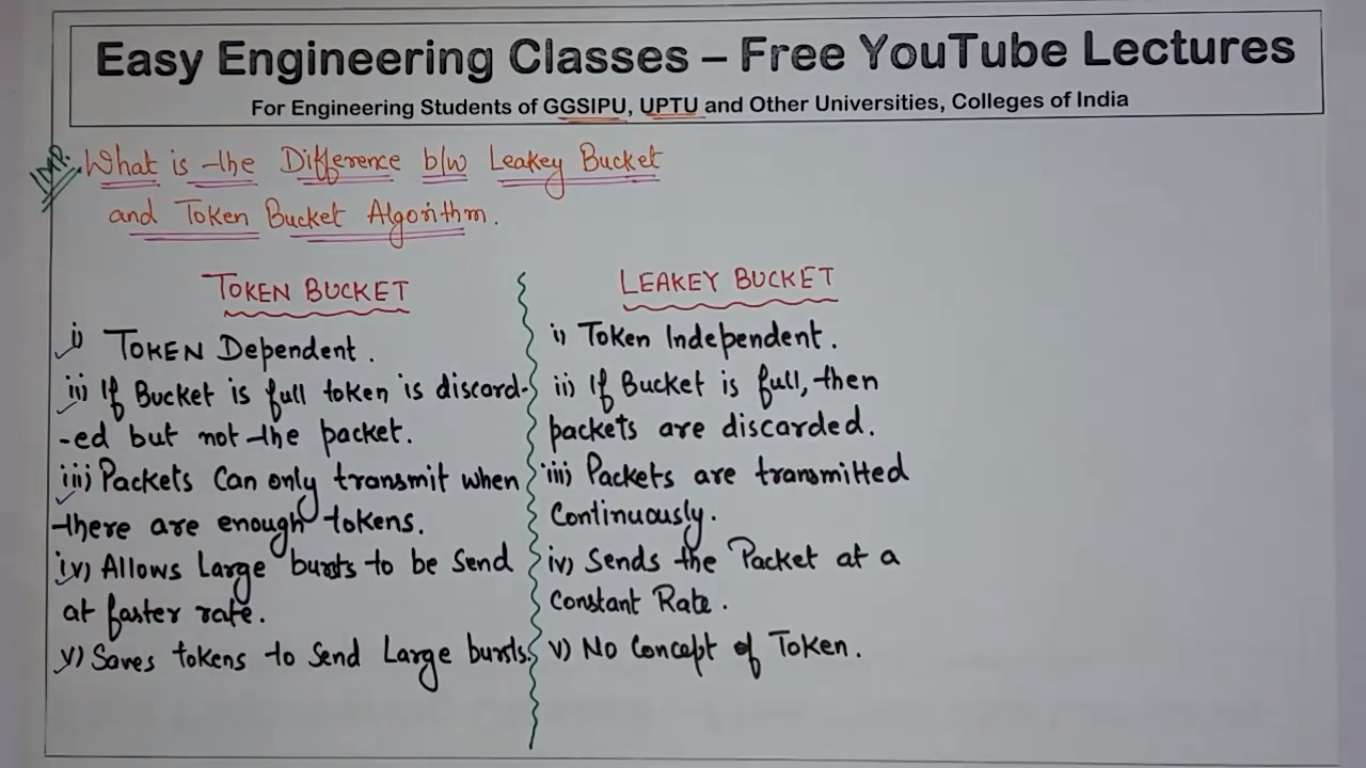 Easy Engineering Classes – Free YouTube Lectures
For Engineering Students of GGSIPU, UPTU and Other Universities, Colleges of India
IMP. What is the Difference b/w Leakey Bucket
and Token Bucket Algorithm.
TOKEN BUCKET
i) TOKEN Dependent.
ii) If Bucket is full token is discard-
-ed but not the packet.
iii) Packets Can only transmit when
there are enough tokens.
iv) Allows Large bursts to be send
at faster rate.
v) Saves tokens to send Large bursts.
LEAKEY BUCKET
i) Token Independent.
ii) If Bucket is full, then
packets are discarded.
iii) Packets are transmitted
Continuously.
iv) Sends the Packet at a
Constant Rate.
v) No Concept of Token.